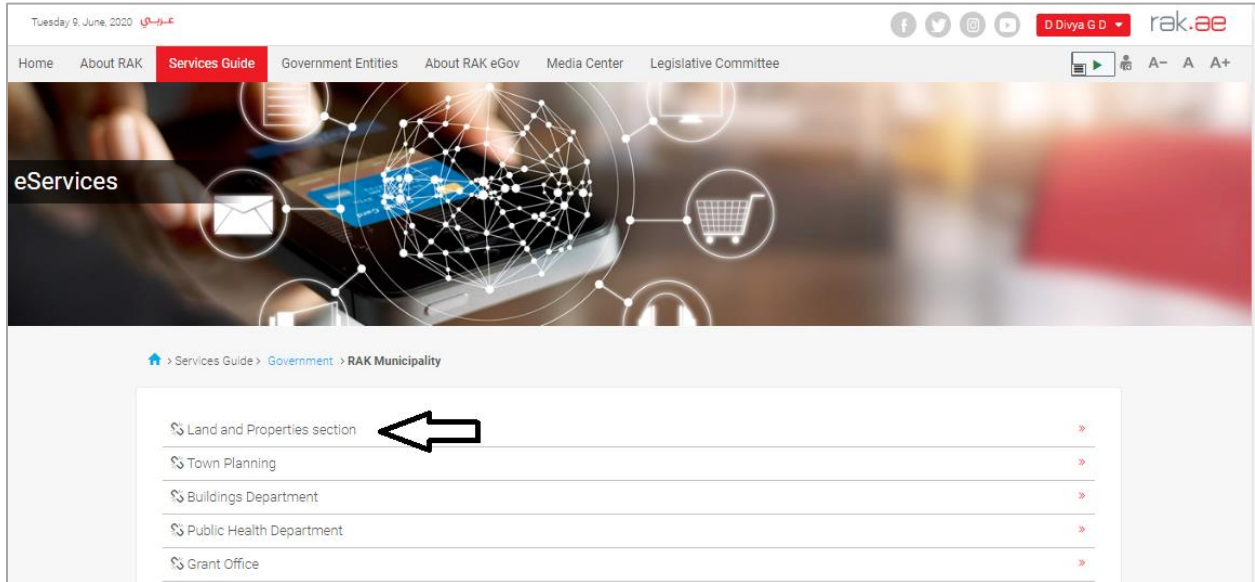 Tuesday 9, June, 2020 عـربـي
D Divya G D
rak.ae
Home About RAK Services Guide Government Entities About RAK eGov Media Center Legislative Committee A- A A+
eServices
Card
> Services Guide > Government > RAK Municipality
Land and Properties section »
Town Planning »
Buildings Department »
Public Health Department »
Grant Office »